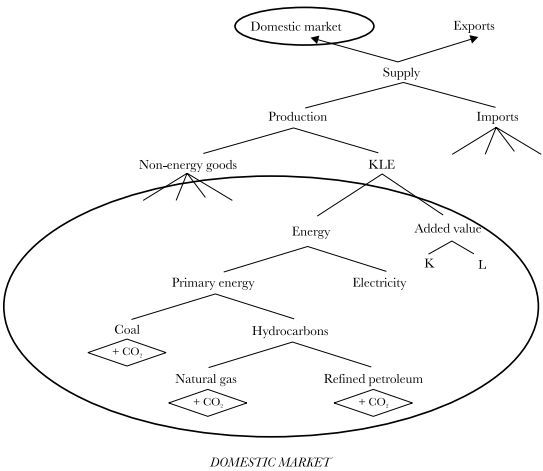 Domestic market
Exports
Supply
Production
Imports
Non-energy goods
KLE
Energy
Added value
K
L
Primary energy
Electricity
Coal
+ CO₂
Hydrocarbons
Natural gas
Refined petroleum
+ CO₂
+ CO₂
DOMESTIC MARKET